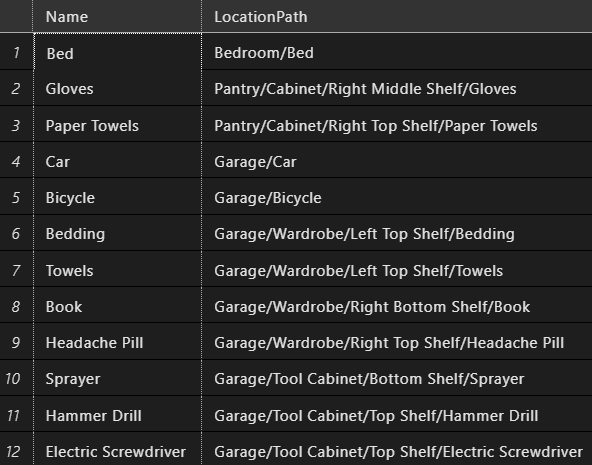 Name LocationPath
1 Bed Bedroom/Bed
2 Gloves Pantry/Cabinet/Right Middle Shelf/Gloves
3 Paper Towels Pantry/Cabinet/Right Top Shelf/Paper Towels
4 Car Garage/Car
5 Bicycle Garage/Bicycle
6 Bedding Garage/Wardrobe/Left Top Shelf/Bedding
7 Towels Garage/Wardrobe/Left Top Shelf/Towels
8 Book Garage/Wardrobe/Right Bottom Shelf/Book
9 Headache Pill Garage/Wardrobe/Right Top Shelf/Headache Pill
10 Sprayer Garage/Tool Cabinet/Bottom Shelf/Sprayer
11 Hammer Drill Garage/Tool Cabinet/Top Shelf/Hammer Drill
12 Electric Screwdriver Garage/Tool Cabinet/Top Shelf/Electric Screwdriver